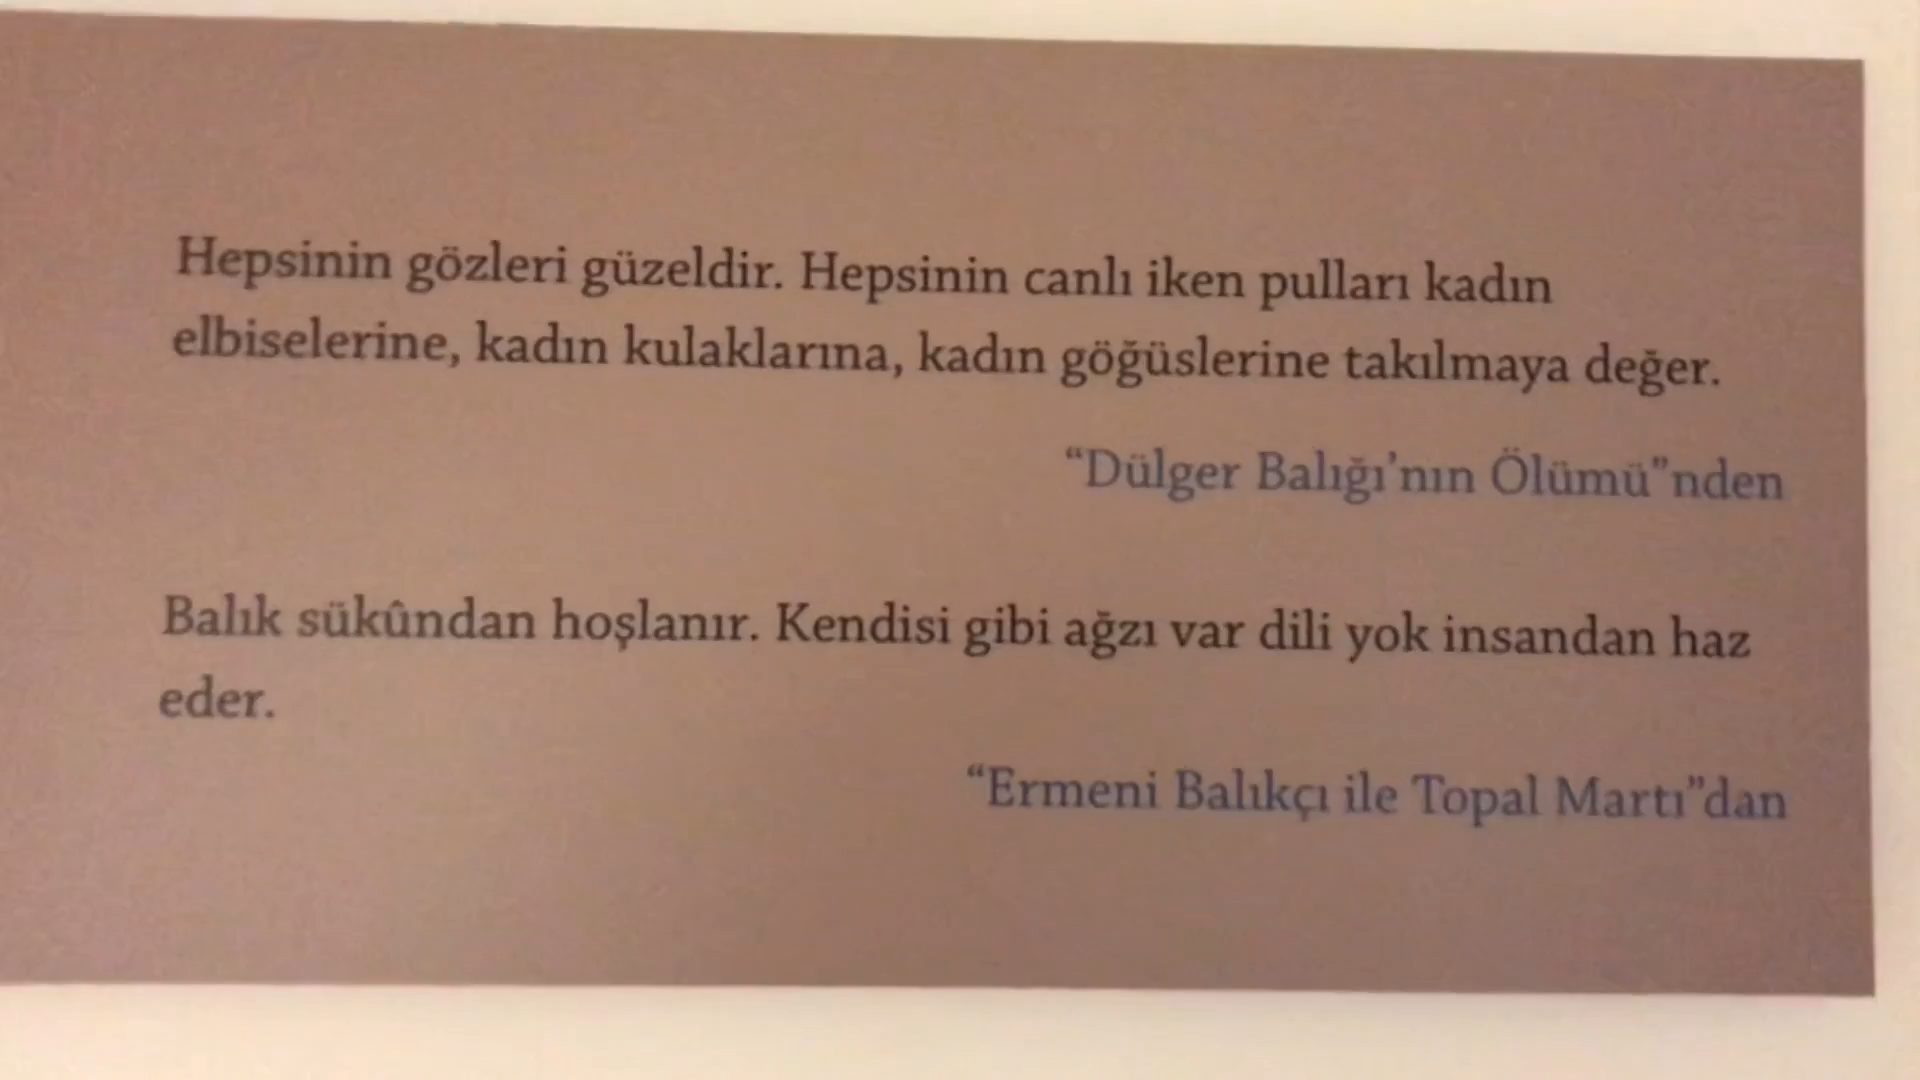 Hepsinin gözleri güzeldir. Hepsinin canlı iken pulları kadın
elbiselerine, kadın kulaklarına, kadın göğüslerine takılmaya değer.
“Dülger Balığı’nın Ölümü”nden
Balık sükûndan hoşlanır. Kendisi gibi ağzı var dili yok insandan haz
eder.
“Ermeni Balıkçı ile Topal Martı”dan